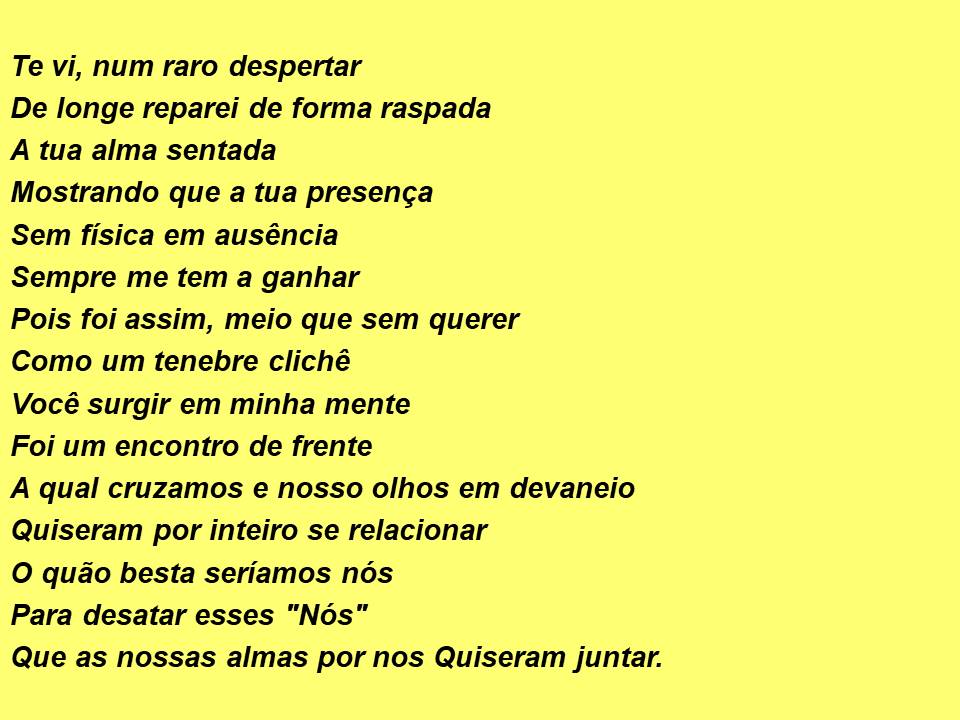 Te vi, num raro despertar
De longe reparei de forma raspada
A tua alma sentada
Mostrando que a tua presença
Sem física em ausência
Sempre me tem a ganhar
Pois foi assim, meio que sem querer
Como um tenebre clichê
Você surgir em minha mente
Foi um encontro de frente
A qual cruzamos e nosso olhos em devaneio
Quiseram por inteiro se relacionar
O quão besta seríamos nós
Para desatar esses "Nós"
Que as nossas almas por nos Quiseram juntar.